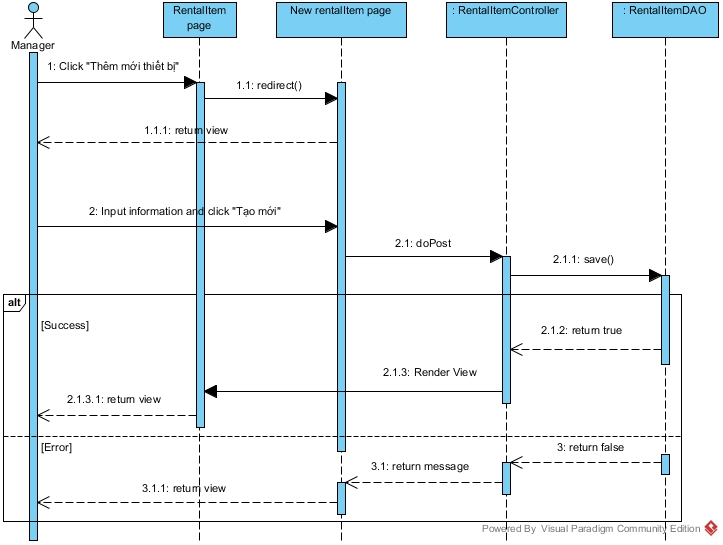 RentalItem
page
New rentalItem page
: RentalItemController
: RentalItemDAO
Manager
1: Click "Thêm mới thiết bị"
1.1: redirect()
1.1.1: return view
2: Input information and click "Tạo mới"
2.1: doPost
2.1.1: save()
alt
[Success]
2.1.2: return true
2.1.3: Render View
2.1.3.1: return view
[Error]
3: return false
3.1: return message
3.1.1: return view
Powered By Visual Paradigm Community Edition